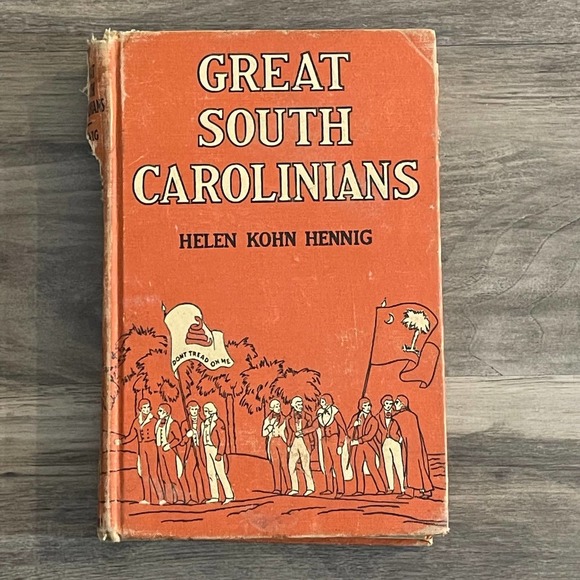 GREAT
SOUTH
CAROLINIANS
HELEN KOHN HENNIG
DONT TREAD ON ME